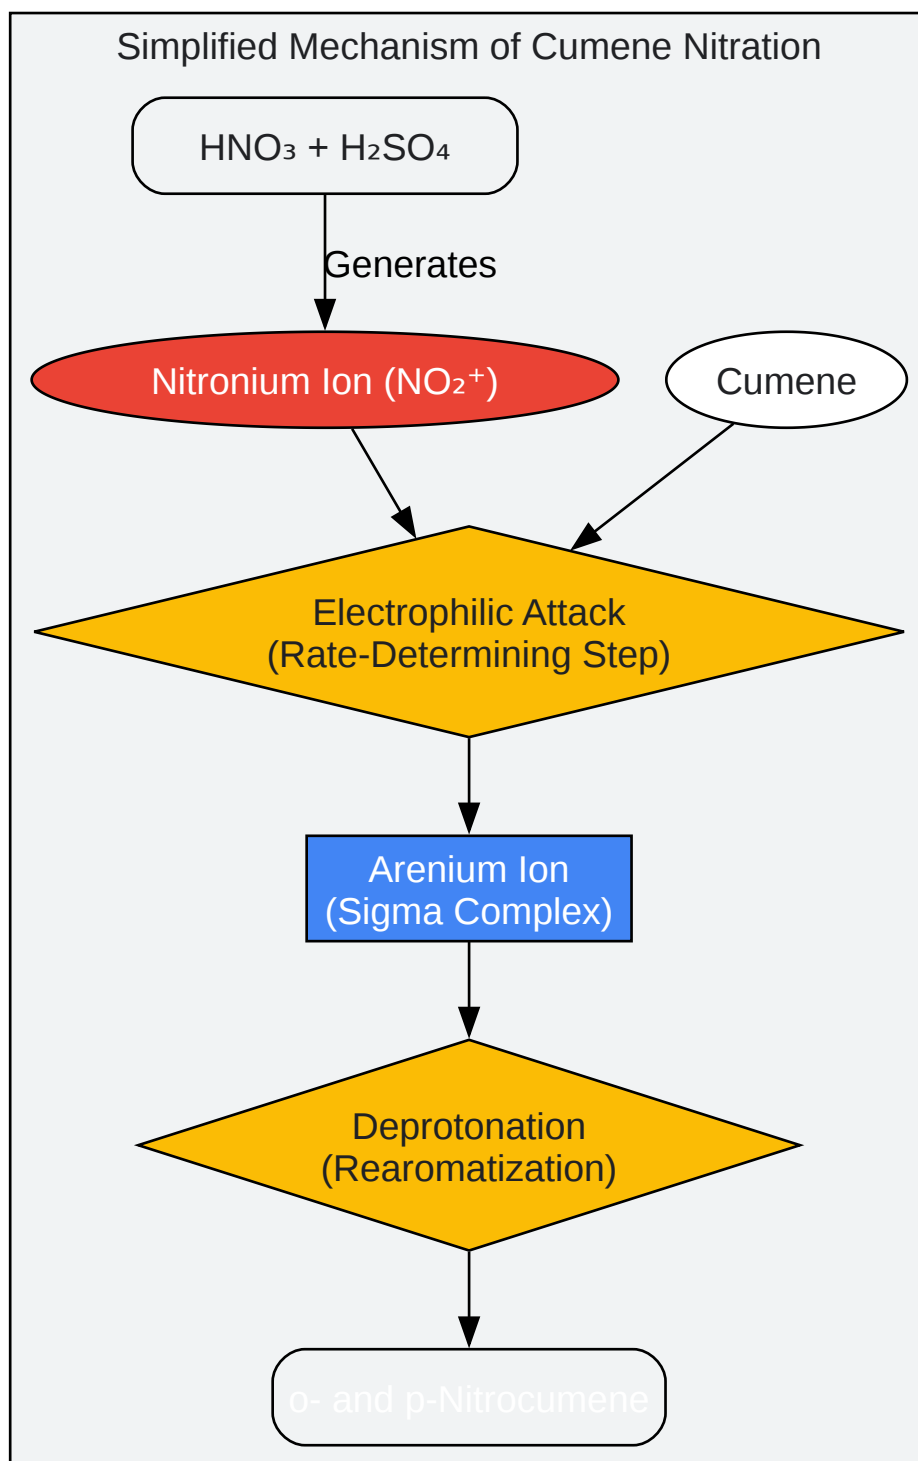 Simplified Mechanism of Cumene Nitration
HNO₃ + H₂SO₄
Generates
Nitronium Ion (NO₂⁺)
Cumene
Electrophilic Attack
(Rate-Determining Step)
Arenium Ion
(Sigma Complex)
Deprotonation
(Rearomatization)
o- and p-Nitrocumene